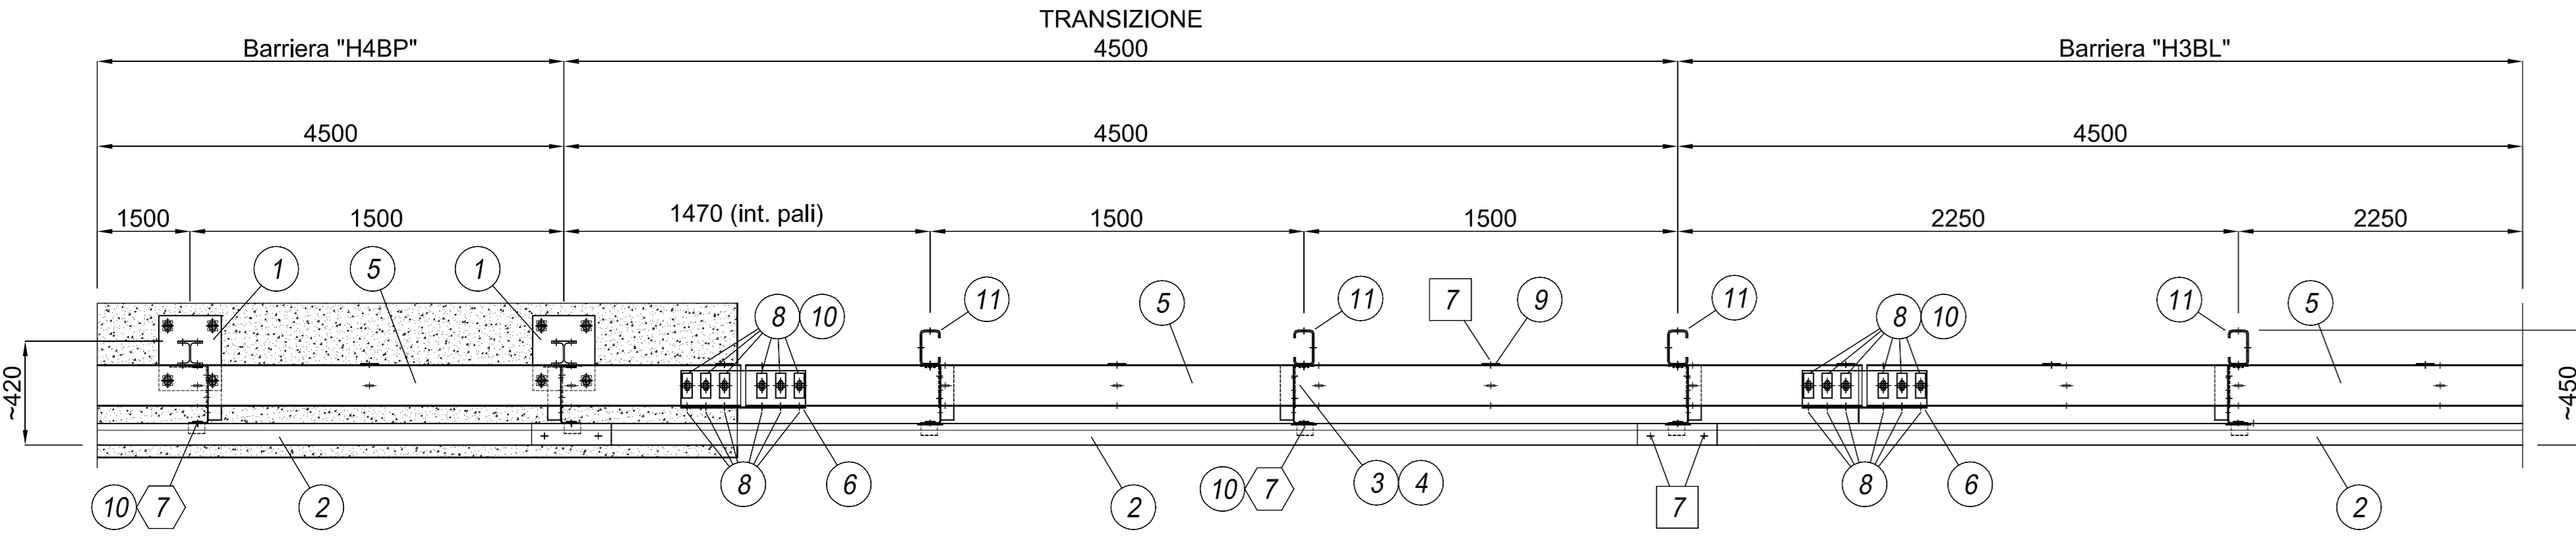 TRANSIZIONE
Barriera "H4BP" 4500 Barriera "H3BL"
4500 4500 4500
1500 1500 1470 (int. pali) 1500 1500 2250 2250
1 5 1 8 10 11 5 11 7 9 11 8 10 11 5
~420 ~450
10 7 2 8 6 2 10 7 3 4 7 8 6 2